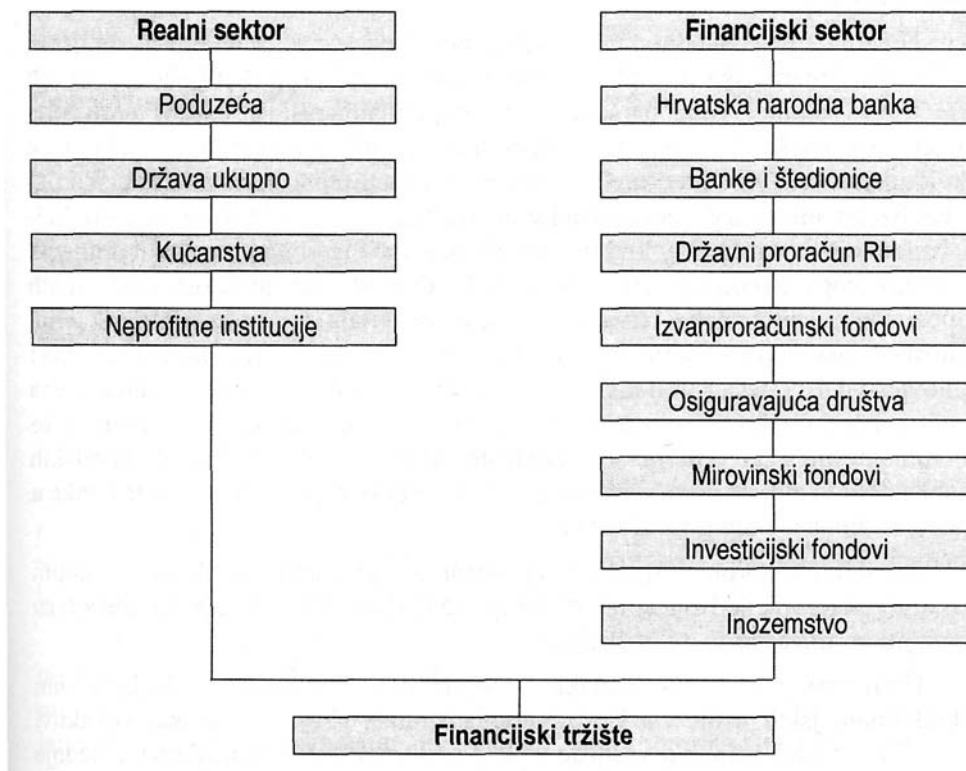 Realni sektor
Poduzeća
Država ukupno
Kućanstva
Neprofitne institucije
Financijski sektor
Hrvatska narodna banka
Banke i štedionice
Državni proračun RH
Izvanproračunski fondovi
Osiguravajuća društva
Mirovinski fondovi
Investicijski fondovi
Inozemstvo
Financijski tržište